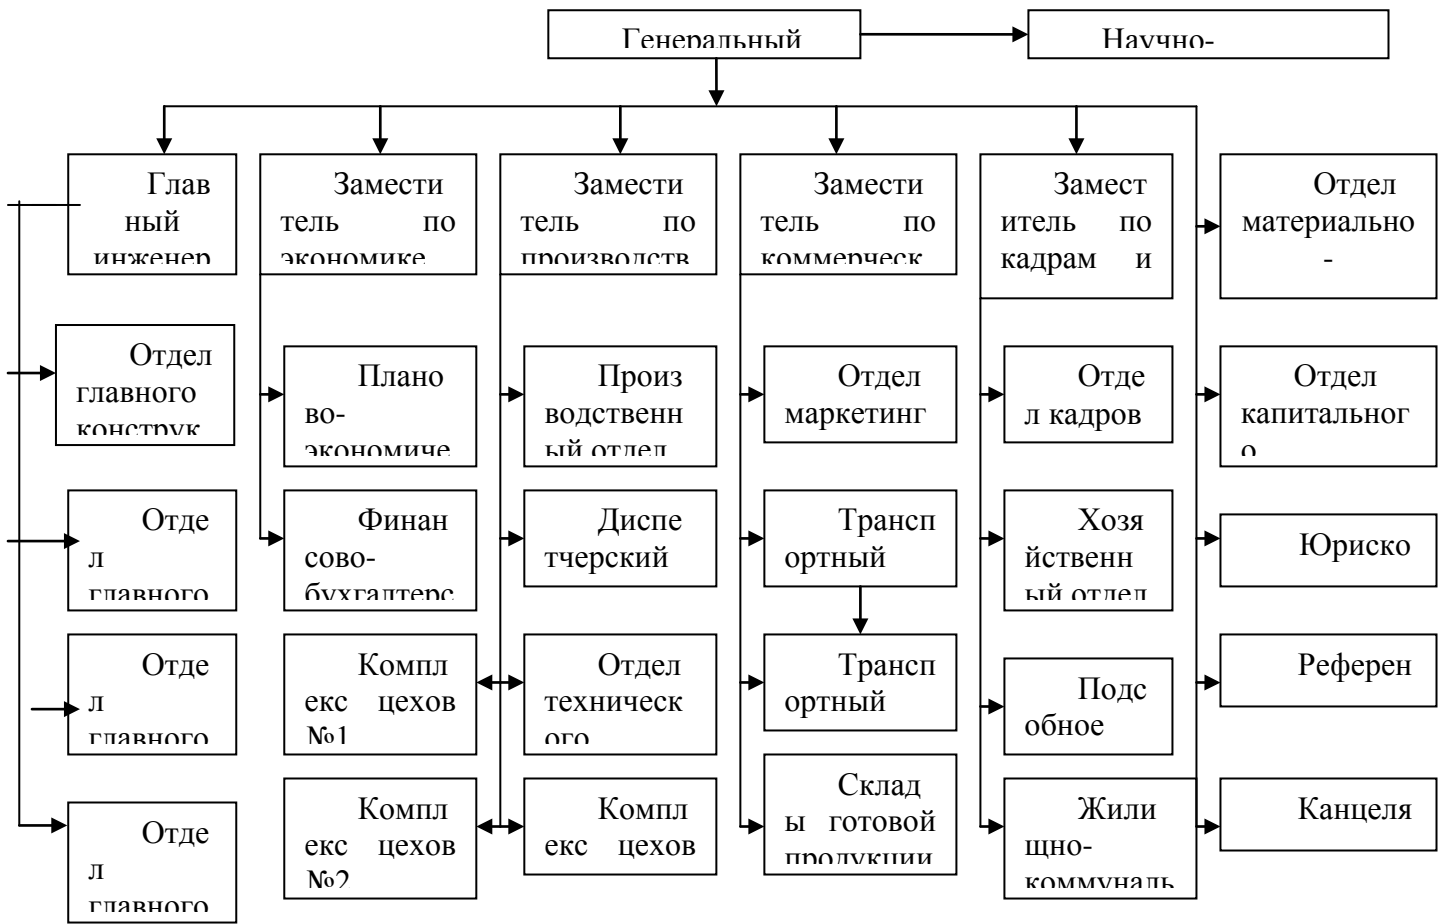 Генеральный
Научно-
Глав
ный
инженер
Замести
тель по
экономике
Замести
тель по
производств
Замести
тель по
коммерческ
Замест
итель по
кадрам и
Отдел
материально
-
Отдел
главного
конструк
Плано
во-
экономиче
Произ
водственн
ый отдел
Отдел
маркетинг
Отде
л кадров
Отдел
капитальног
о
Отде
л
главного
Финан
сово-
бухгалтерс
Диспе
тчерский
Трансп
ортный
Хозя
йственн
ый отдел
Юриско
Отде
л
главного
Компл
екс цехов
№1
Отдел
техническ
ого
Трансп
ортный
Подс
обное
Референ
Отде
л
главного
Компл
екс цехов
№2
Компл
екс цехов
Склад
ы готовой
продукции
Жили
щно-
коммуналь
Канцеля